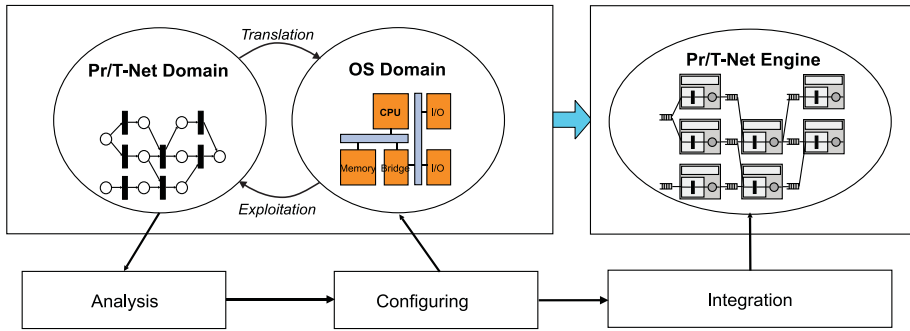 Translation
Pr/T-Net Domain
OS Domain
CPU
I/O
Memory
Bridge
I/O
Exploitation
Pr/T-Net Engine
Analysis
Configuring
Integration